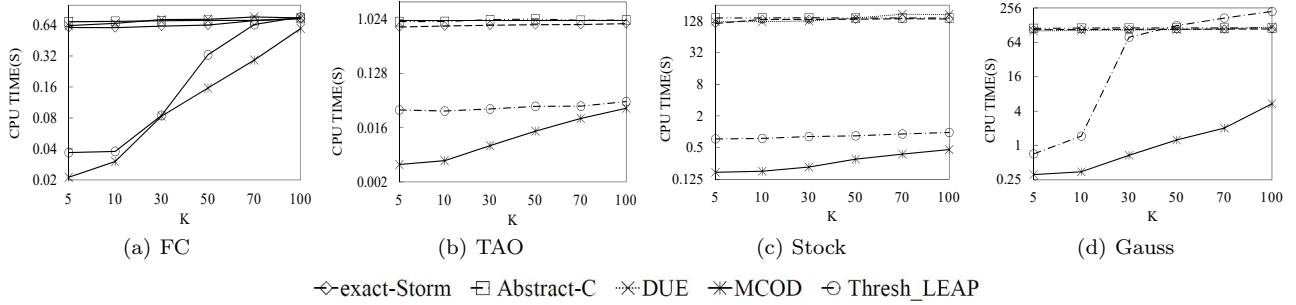 CPU TIME(S)
0.64
0.32
0.16
0.08
0.04
0.02
5 10 30 50 70 100
K
(a) FC
CPU TIME(S)
1.024
0.128
0.016
0.002
5 10 30 50 70 100
K
(b) TAO
CPU TIME(S)
128
32
8
2
0.5
0.125
5 10 30 50 70 100
K
(c) Stock
CPU TIME(S)
256
64
16
4
1
0.25
5 10 30 50 70 100
K
(d) Gauss
exact-Storm Abstract-C DUE MCOD Thresh_LEAP